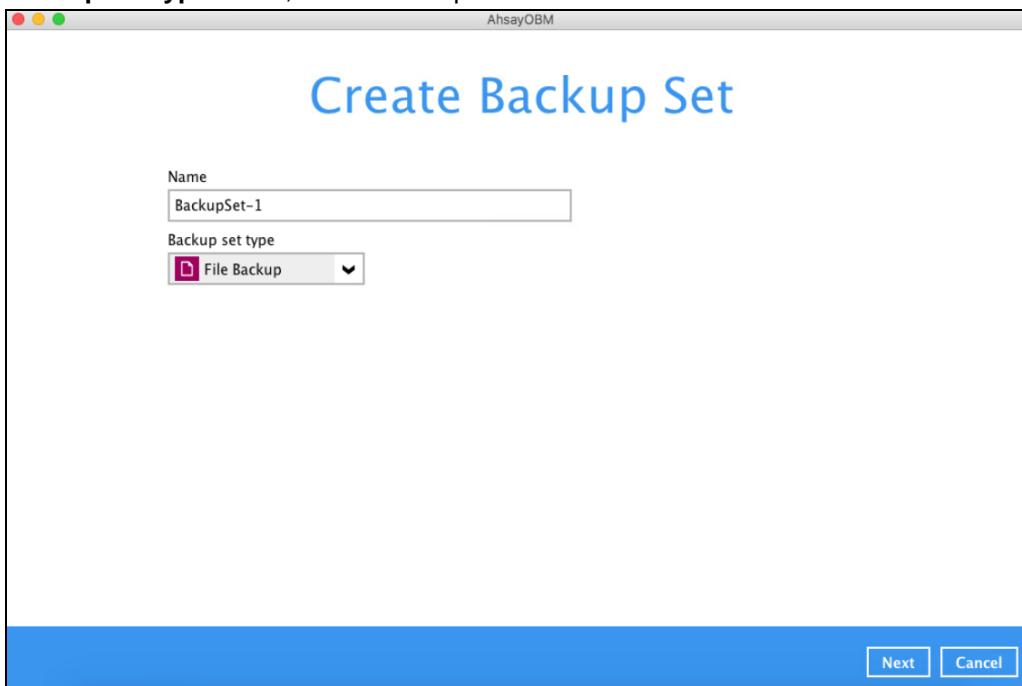 AhsayOBM
Create Backup Set
Name
BackupSet-1
Backup set type
File Backup
Next Cancel